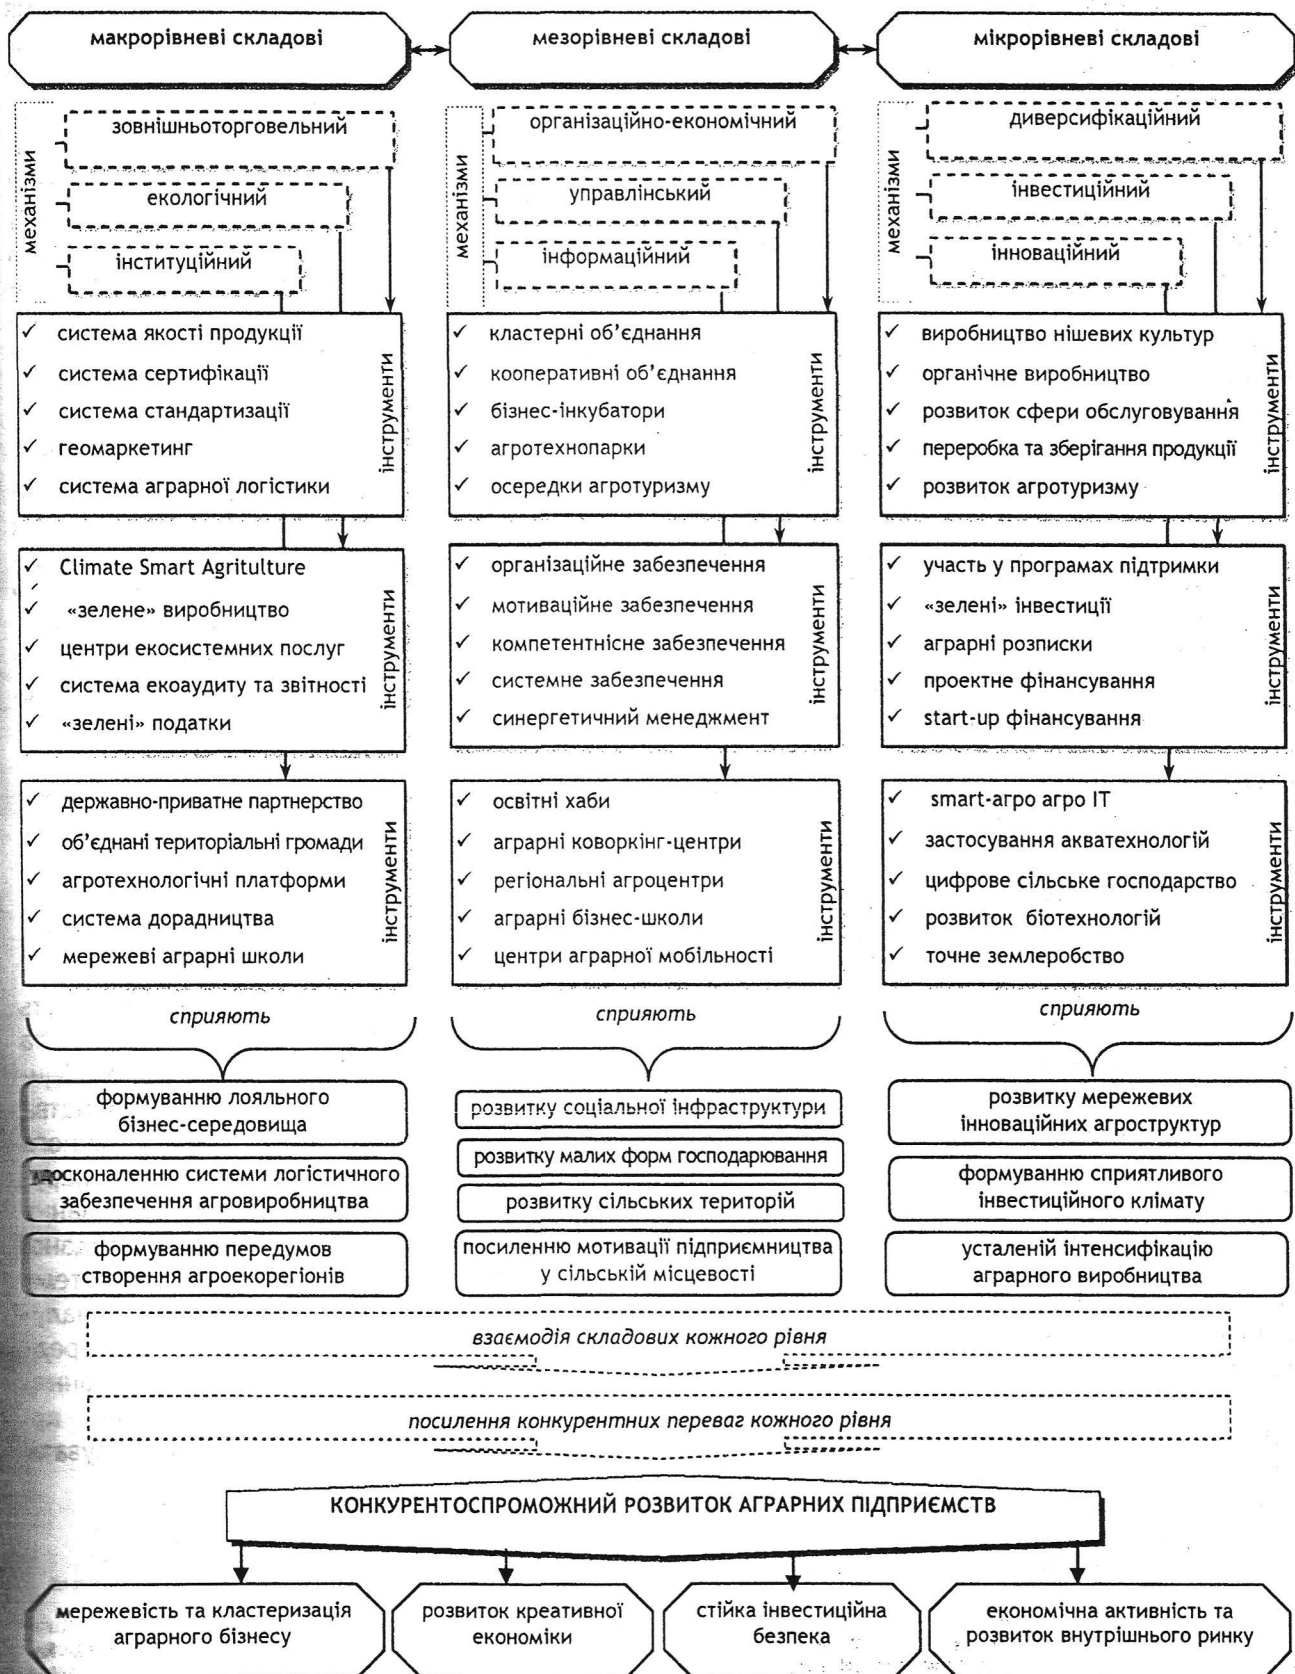 макрорівневі складові
мезорівневі складові
мікрорівневі складові
механізми
зовнішньоторговельний
екологічний
інституційний
механізми
організаційно-економічний
управлінський
інформаційний
механізми
диверсифікаційний
інвестиційний
інноваційний
✓ система якості продукції
✓ система сертифікації
✓ система стандартизації
✓ геомаркетинг
✓ система аграрної логістики
інструменти
✓ кластерні об’єднання
✓ кооперативні об’єднання
✓ бізнес-інкубатори
✓ агротехнопарки
✓ осередки агротуризму
інструменти
✓ виробництво нішевих культур
✓ органічне виробництво
✓ розвиток сфери обслуговування
✓ переробка та зберігання продукції
✓ розвиток агротуризму
інструменти
✓ Climate Smart Agritulture
✓ «зелене» виробництво
✓ центри екосистемних послуг
✓ система екоаудиту та звітності
✓ «зелені» податки
інструменти
✓ організаційне забезпечення
✓ мотиваційне забезпечення
✓ компетентнісне забезпечення
✓ системне забезпечення
✓ синергетичний менеджмент
інструменти
✓ участь у програмах підтримки
✓ «зелені» інвестиції
✓ аграрні розписки
✓ проектне фінансування
✓ start-up фінансування
інструменти
✓ державно-приватне партнерство
✓ об’єднані територіальні громади
✓ агротехнологічні платформи
✓ система дорадництва
✓ мережеві аграрні школи
інструменти
✓ освітні хаби
✓ аграрні коворкінг-центри
✓ регіональні агроцентри
✓ аграрні бізнес-школи
✓ центри аграрної мобільності
інструменти
✓ smart-агро агро ІТ
✓ застосування акватехнологій
✓ цифрове сільське господарство
✓ розвиток біотехнологій
✓ точне землеробство
інструменти
сприяють
сприяють
сприяють
формуванню лояльного
бізнес-середовища
досконаленню системи логістичного
забезпечення агровиробництва
формуванню передумов
створення агроекорегіонів
розвитку соціальної інфраструктури
розвитку малих форм господарювання
розвитку сільських територій
посиленню мотивації підприємництва
у сільській місцевості
розвитку мережевих
інноваційних агроструктур
формуванню сприятливого
інвестиційного клімату
усталеній інтенсифікацію
аграрного виробництва
взаємодія складових кожного рівня
посилення конкурентних переваг кожного рівня
КОНКУРЕНТОСПРОМОЖНИЙ РОЗВИТОК АГРАРНИХ ПІДПРИЄМСТВ
мережевість та кластеризація
аграрного бізнесу
розвиток креативної
економіки
стійка інвестиційна
безпека
економічна активність та
розвиток внутрішнього ринку